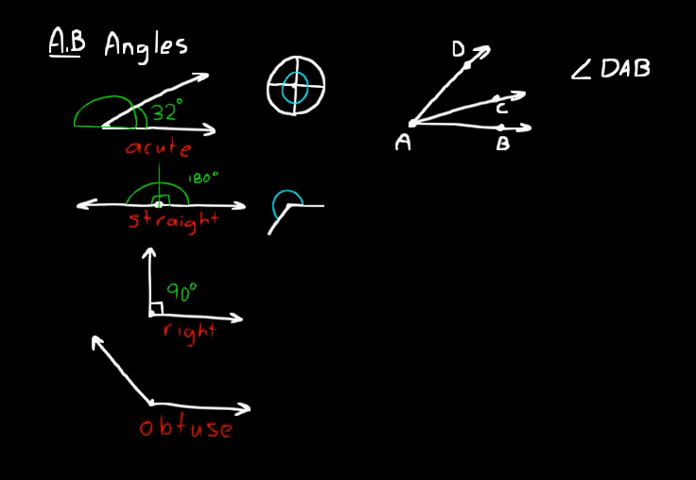 A.B Angles
32°
acute
180°
straight
90°
right
obtuse
D
C
A
B
∠DAB